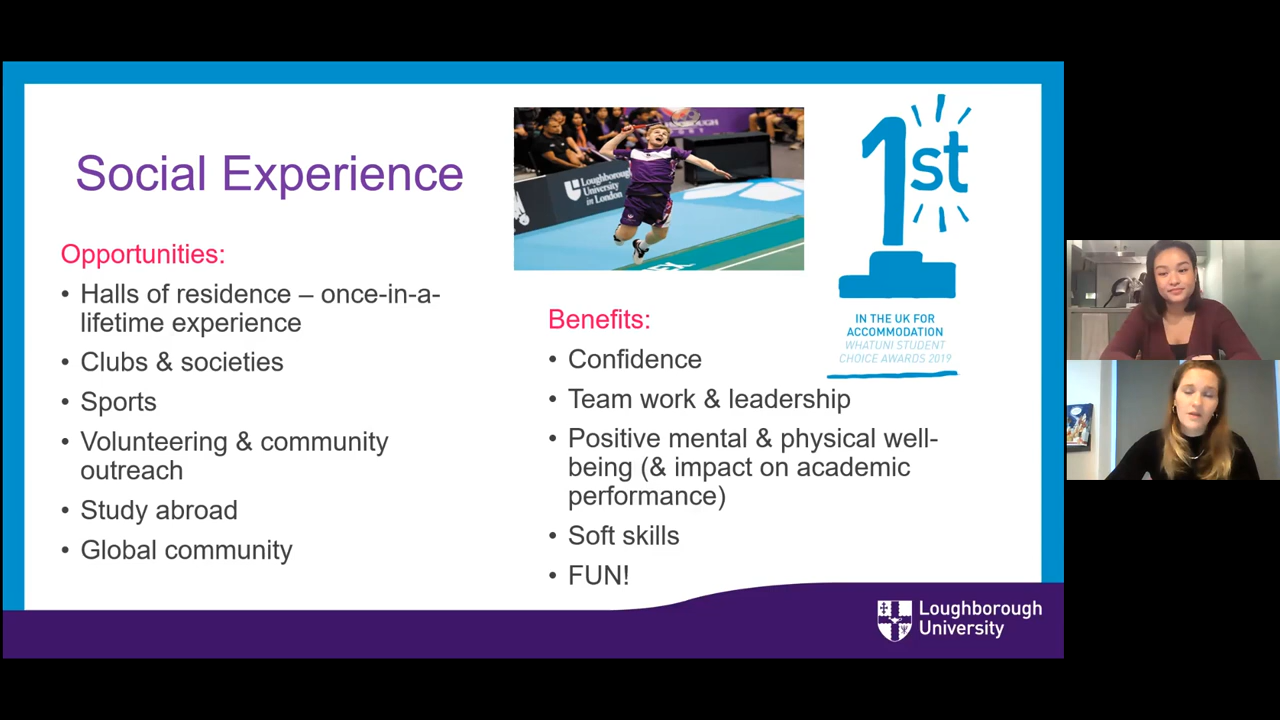 Social Experience
Opportunities:
• Halls of residence – once-in-a-
lifetime experience
• Clubs & societies
• Sports
• Volunteering & community
outreach
• Study abroad
• Global community
Loughborough
University
in London
1st
IN THE UK FOR
ACCOMMODATION
WHATUNI STUDENT
CHOICE AWARDS 2019
Benefits:
• Confidence
• Team work & leadership
• Positive mental & physical well-
being (& impact on academic
performance)
• Soft skills
• FUN!
Loughborough
University